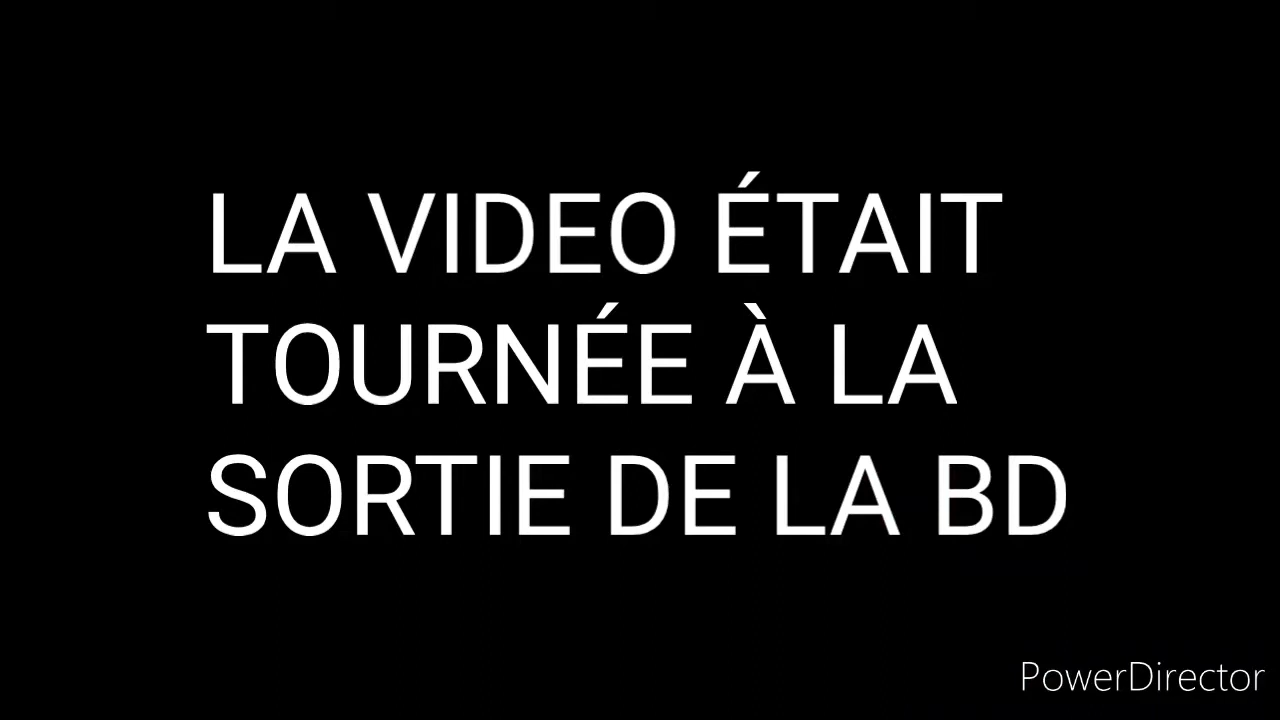 LA VIDEO ÉTAIT
TOURNÉE À LA
SORTIE DE LA BD
PowerDirector